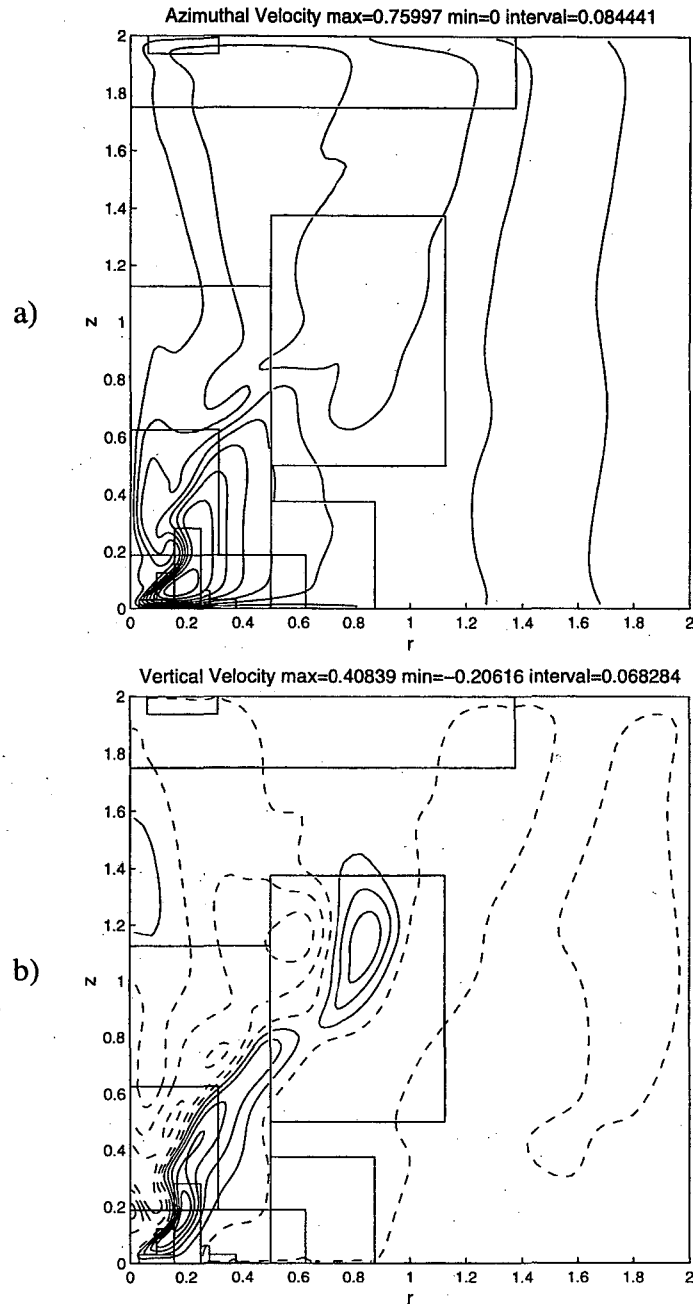 Azimuthal Velocity max=0.75997 min=0 interval=0.084441
2
1.8
1.6
1.4
1.2
a)
z
1
0.8
0.6
0.4
0.2
0
0 0.2 0.4 0.6 0.8 1 1.2 1.4 1.6 1.8 2
r
Vertical Velocity max=0.40839 min=−0.20616 interval=0.068284
2
1.8
1.6
1.4
1.2
b)
z
1
0.8
0.6
0.4
0.2
0
0 0.2 0.4 0.6 0.8 1 1.2 1.4 1.6 1.8 2
r